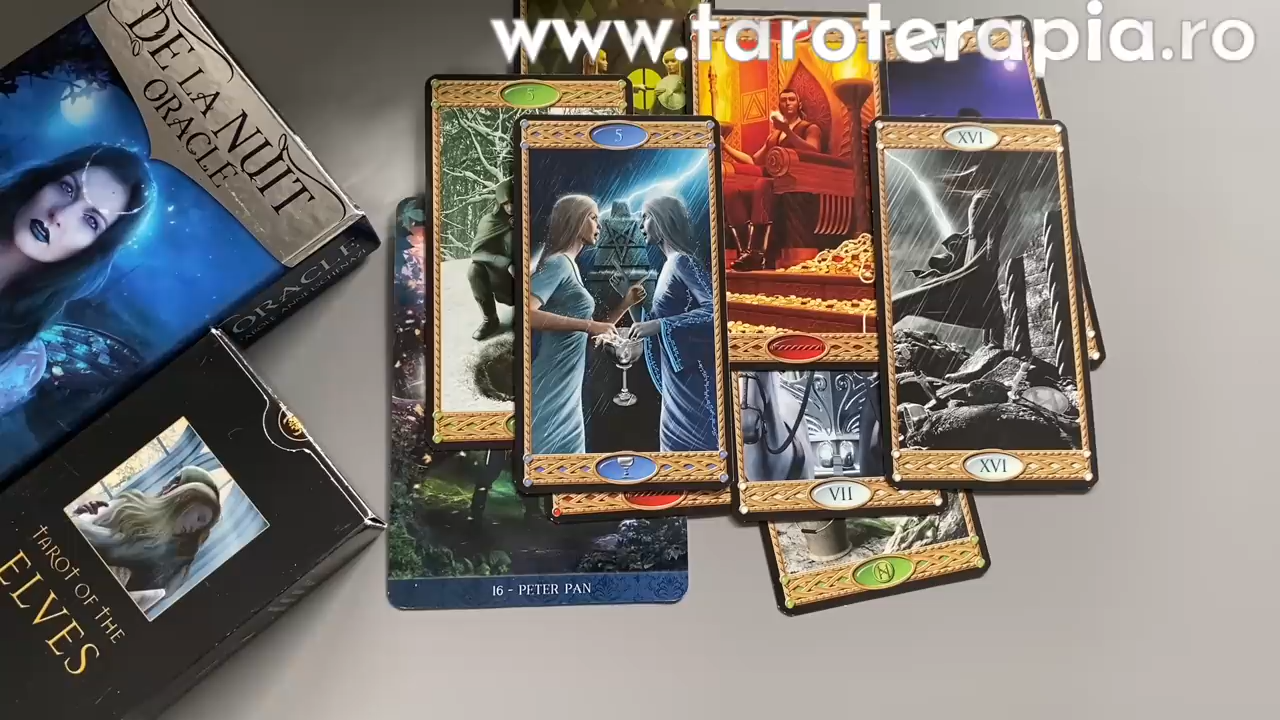 www.taroterapia.ro
DE LA NUIT
ORACLE
ORACLE
TAROT OF THE
ELVES
5
5
XVI
XVI
VII
16 - PETER PAN